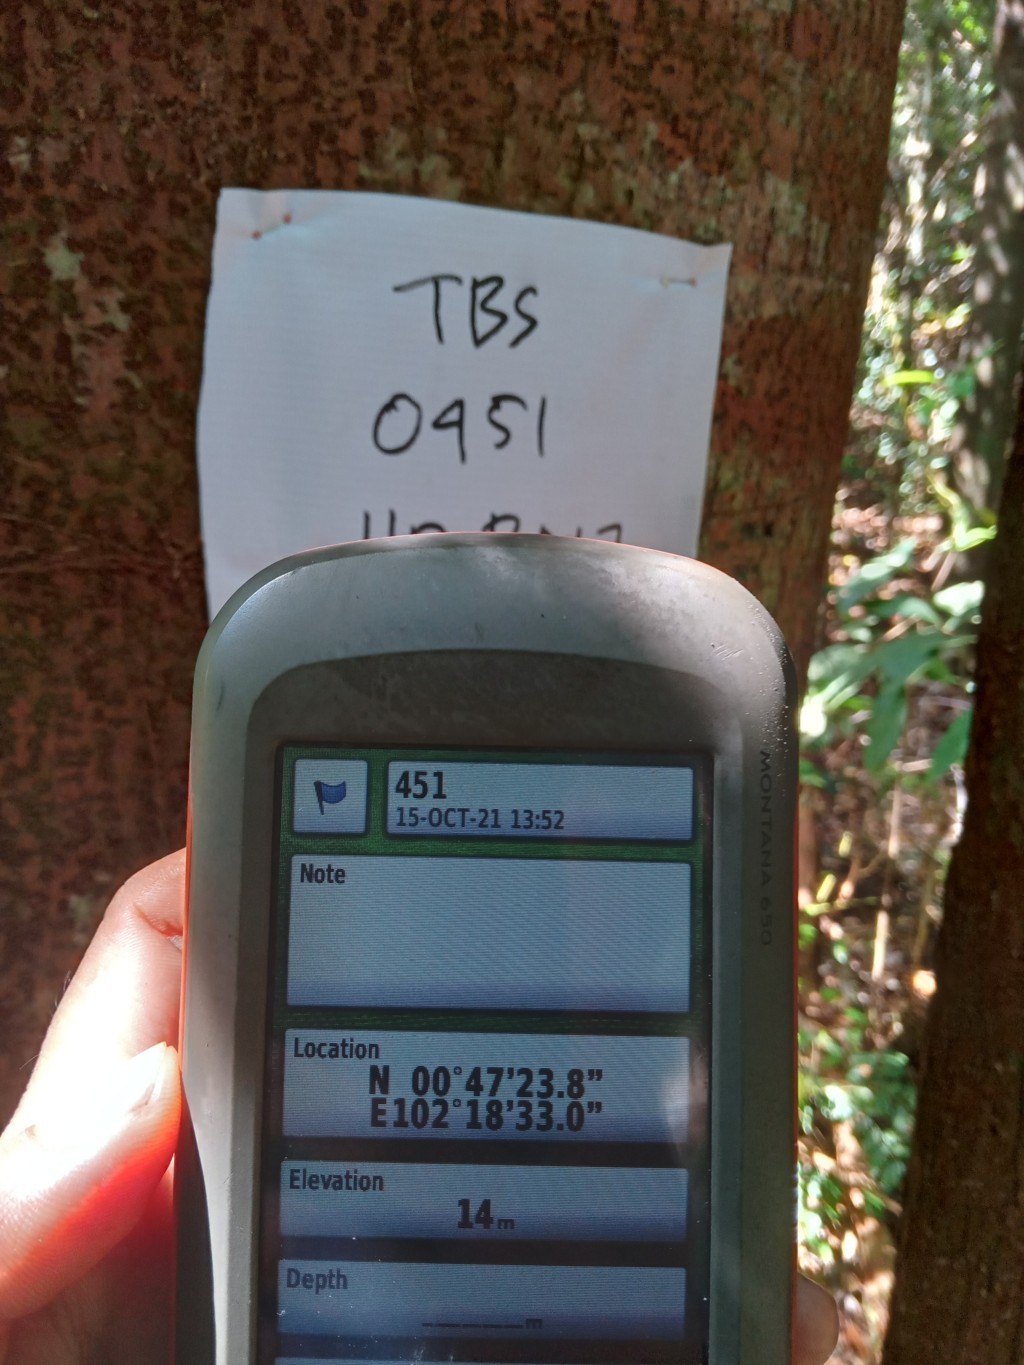 TBS
0451
451
15-OCT-21 13:52
Note
Location
N 00°47'23.8"
E102°18'33.0"
Elevation
14m
Depth
m
MONTANA 650